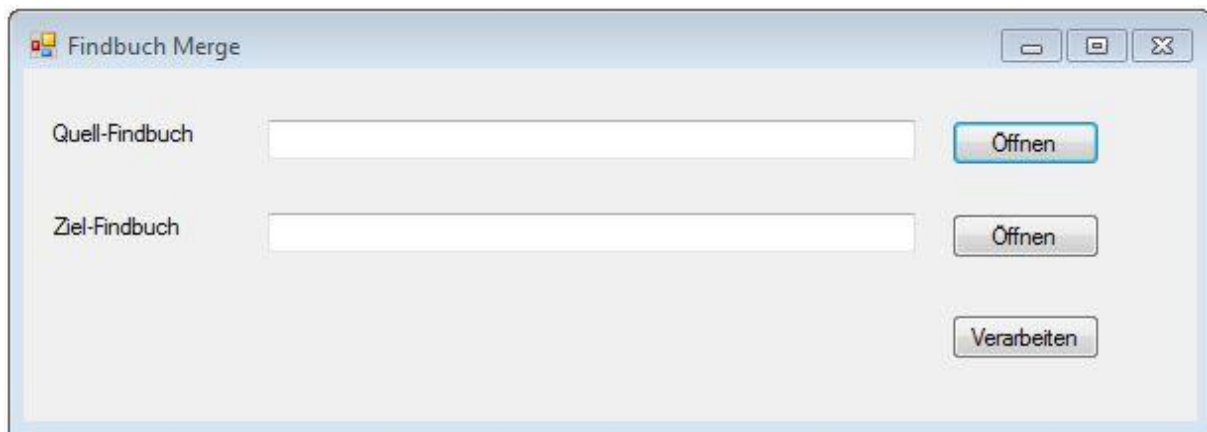 Findbuch Merge
Quell-Findbuch
Öffnen
Ziel-Findbuch
Öffnen
Verarbeiten